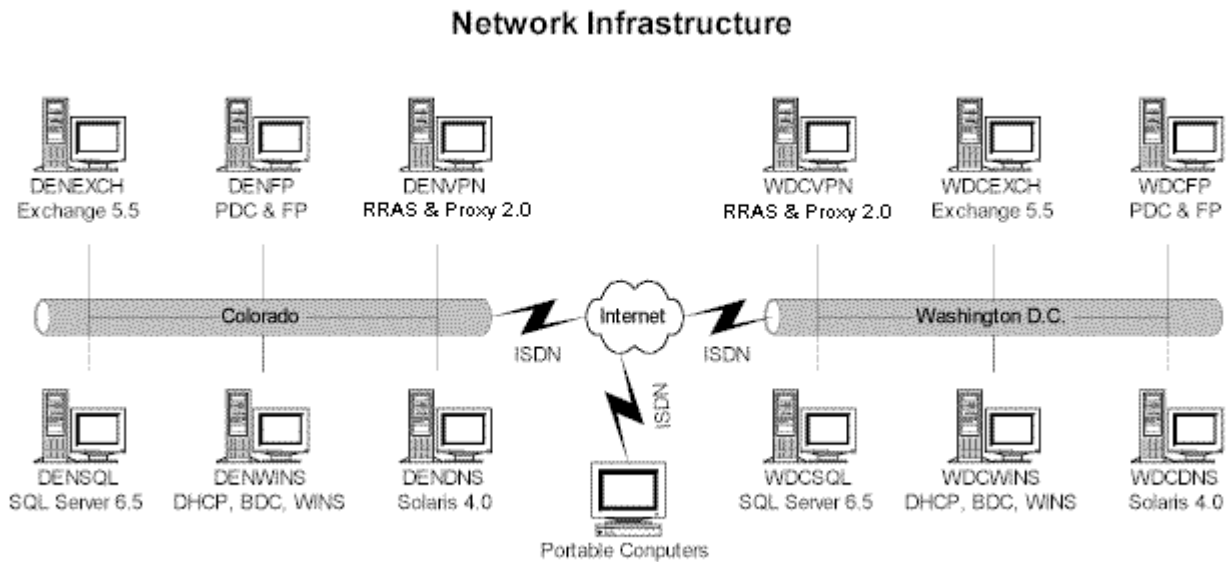 Network Infrastructure
DENEXCH
Exchange 5.5
DENFP
PDC & FP
DENVPN
RRAS & Proxy 2.0
WDCVPN
RRAS & Proxy 2.0
WDCEXCH
Exchange 5.5
WDCFP
PDC & FP
Colorado
Internet
Washington D.C.
ISDN
ISDN
ISDN
DENSQL
SQL Server 6.5
DENWINS
DHCP, BDC, WINS
DENDNS
Solaris 4.0
WDCSQL
SQL Server 6.5
WDCWINS
DHCP, BDC, WINS
WDCDNS
Solaris 4.0
Portable Conputers